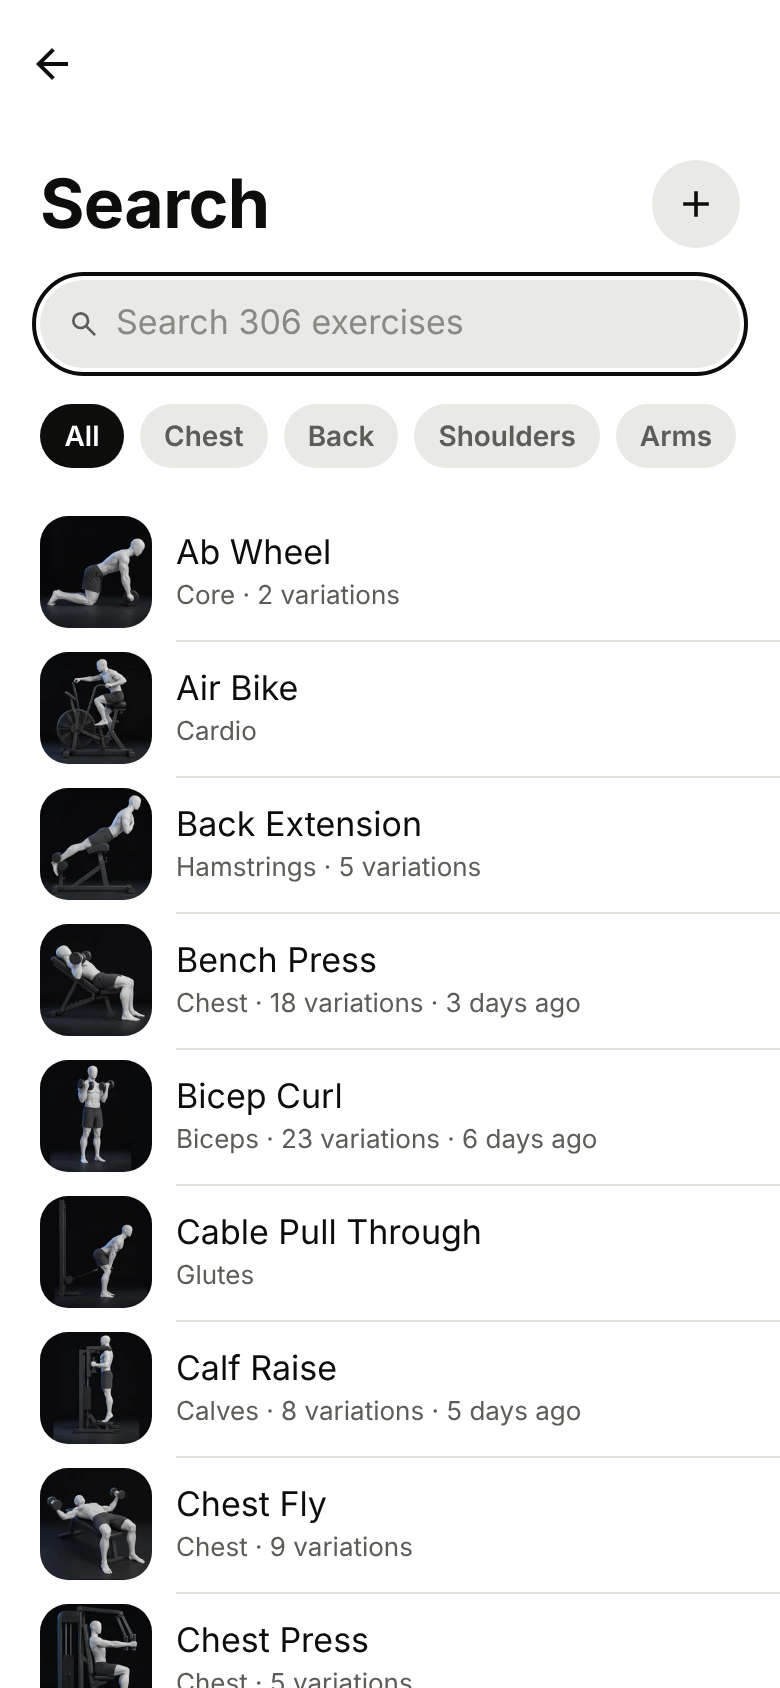 Search
Search 306 exercises
All Chest Back Shoulders Arms
Ab Wheel
Core · 2 variations
Air Bike
Cardio
Back Extension
Hamstrings · 5 variations
Bench Press
Chest · 18 variations · 3 days ago
Bicep Curl
Biceps · 23 variations · 6 days ago
Cable Pull Through
Glutes
Calf Raise
Calves · 8 variations · 5 days ago
Chest Fly
Chest · 9 variations
Chest Press
Chest · 5 variations